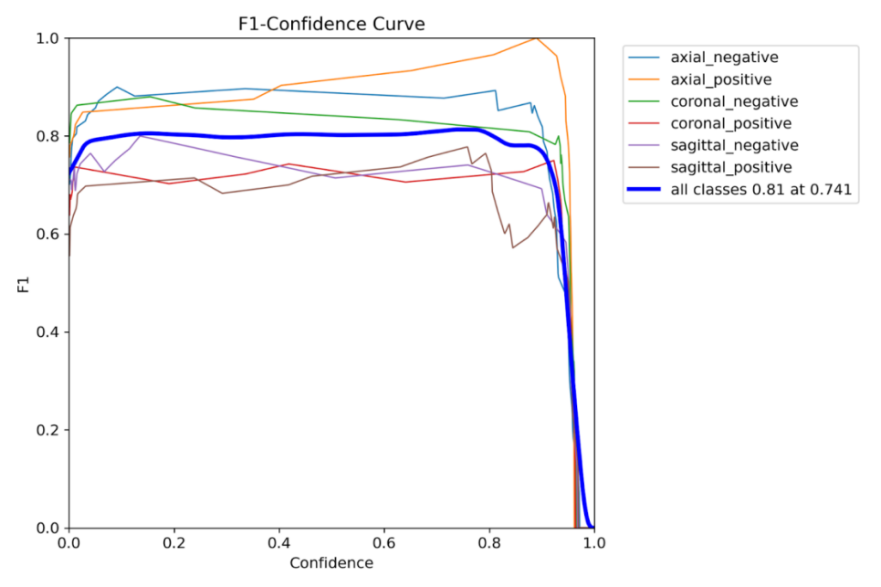 F1-Confidence Curve
1.0
0.8
0.6
0.4
0.2
0.0
F1
0.0 0.2 0.4 0.6 0.8 1.0
Confidence
axial_negative
axial_positive
coronal_negative
coronal_positive
sagittal_negative
sagittal_positive
all classes 0.81 at 0.741